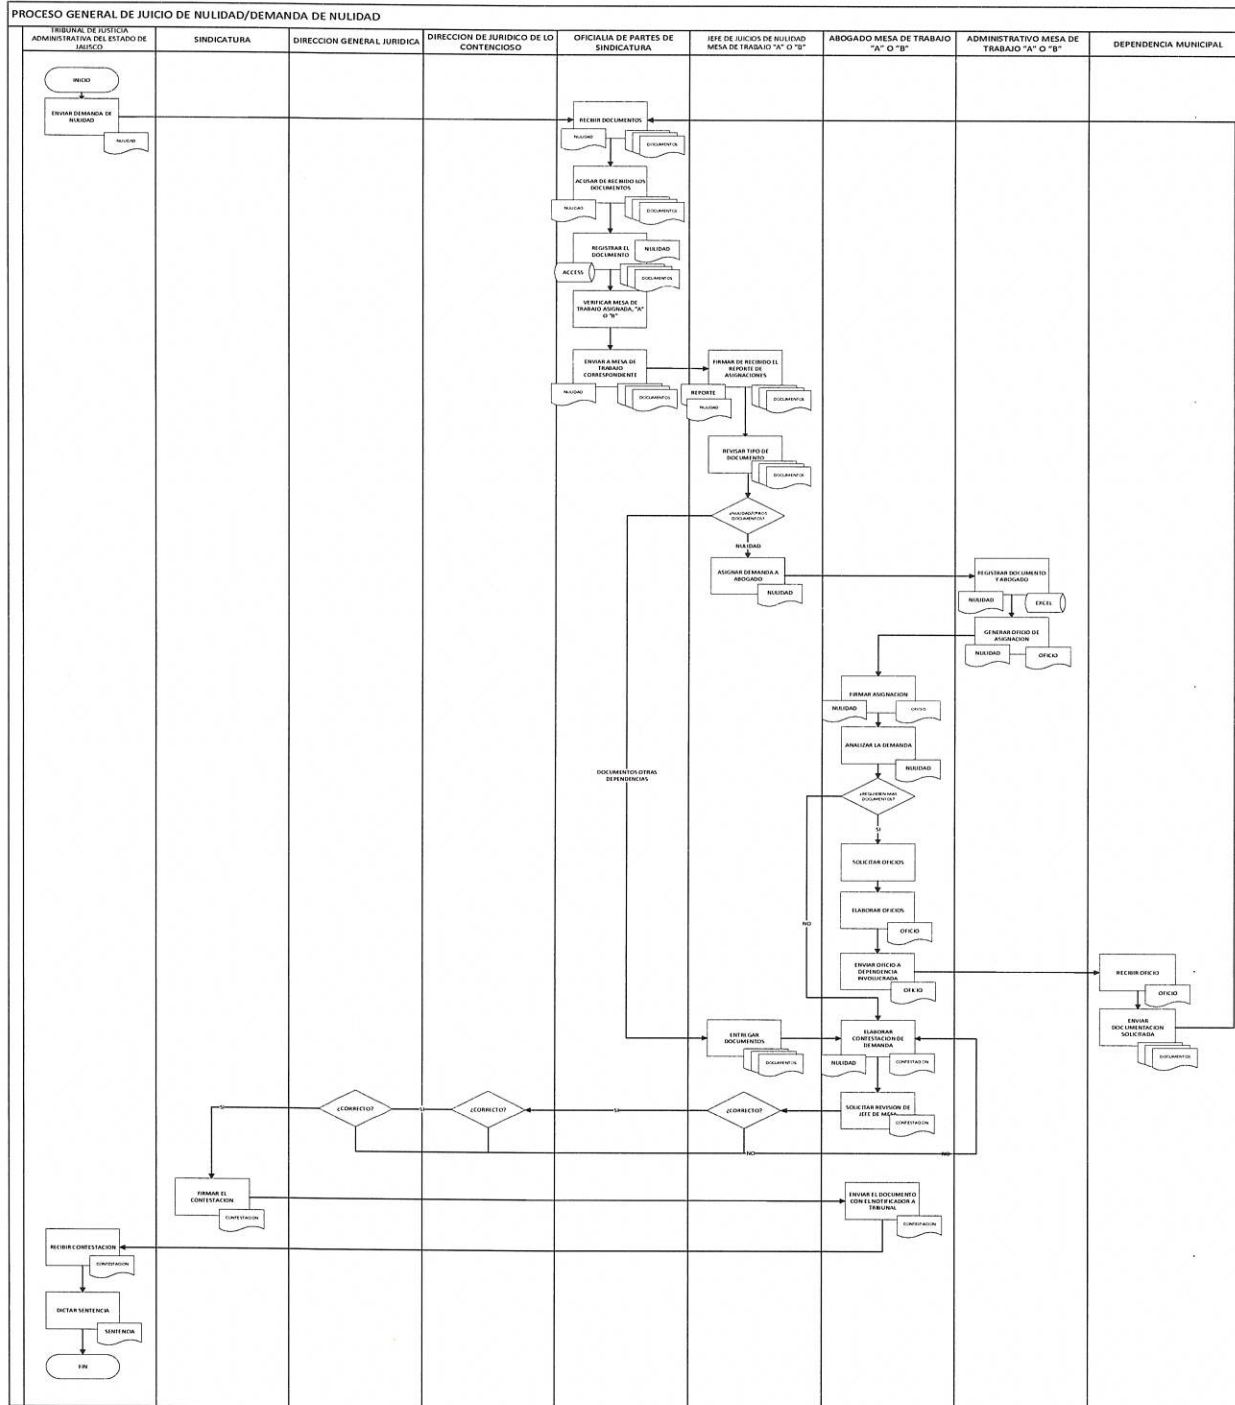 PROCESO GENERAL DE JUICIO DE NULIDAD/DEMANDA DE NULIDAD
TRIBUNAL DE JUSTICIA
ADMINISTRATIVA DEL ESTADO DE
JALISCO
SINDICATURA
DIRECCION GENERAL JURIDICA
DIRECCION DE JURIDICO DE LO
CONTENCIOSO
OFICIALIA DE PARTES DE
SINDICATURA
JEFE DE JUICIOS DE NULIDAD
MESA DE TRABAJO "A" O "B"
ABOGADO MESA DE TRABAJO
"A" O "B"
ADMINISTRATIVO MESA DE
TRABAJO "A" O "B"
DEPENDENCIA MUNICIPAL
INICIO
ENVIAR DEMANDA DE
NULIDAD
NULIDAD
RECIBIR DOCUMENTOS
NULIDAD
DOCUMENTOS
ACUSAR DE RECIBIDO LOS
DOCUMENTOS
NULIDAD
DOCUMENTOS
REGISTRAR EL
DOCUMENTO
NULIDAD
ACCESS
DOCUMENTOS
VERIFICAR MESA DE
TRABAJO ASIGNADA, "A"
O "B"
ENVIAR A MESA DE
TRABAJO
CORRESPONDIENTE
NULIDAD
DOCUMENTOS
FIRMAR DE RECIBIDO EL
REPORTE DE
ASIGNACIONES
REPORTE
NULIDAD
DOCUMENTOS
REVISAR TIPO DE
DOCUMENTO
DOCUMENTOS
¿NULIDAD/OTROS
DOCUMENTOS?
NULIDAD
ASIGNAR DEMANDA A
ABOGADO
NULIDAD
REGISTRAR DOCUMENTO
Y ABOGADO
NULIDAD
EXCEL
GENERAR OFICIO DE
ASIGNACION
NULIDAD
OFICIO
FIRMAR ASIGNACION
NULIDAD
OFICIO
ANALIZAR LA DEMANDA
NULIDAD
DOCUMENTOS OTRAS
DEPENDENCIAS
¿REQUIEREN MAS
DOCUMENTOS?
SI
SOLICITAR OFICIOS
ELABORAR OFICIOS
OFICIO
NO
ENVIAR OFICIO A
DEPENDENCIA
INVOLUCRADA
OFICIO
RECIBIR OFICIO
OFICIO
ENVIAR
DOCUMENTACION
SOLICITADA
DOCUMENTOS
ENTREGAR
DOCUMENTOS
DOCUMENTOS
ELABORAR
CONTESTACION DE
DEMANDA
NULIDAD
CONTESTACION
SOLICITAR REVISION DE
JEFE DE MESA
CONTESTACION
¿CORRECTO?
SI
¿CORRECTO?
SI
¿CORRECTO?
SI
NO
NO
FIRMAR EL
CONTESTACION
CONTESTACION
ENVIAR EL DOCUMENTO
CON EL NOTIFICADOR A
TRIBUNAL
CONTESTACION
RECIBIR CONTESTACION
CONTESTACION
DICTAR SENTENCIA
SENTENCIA
FIN